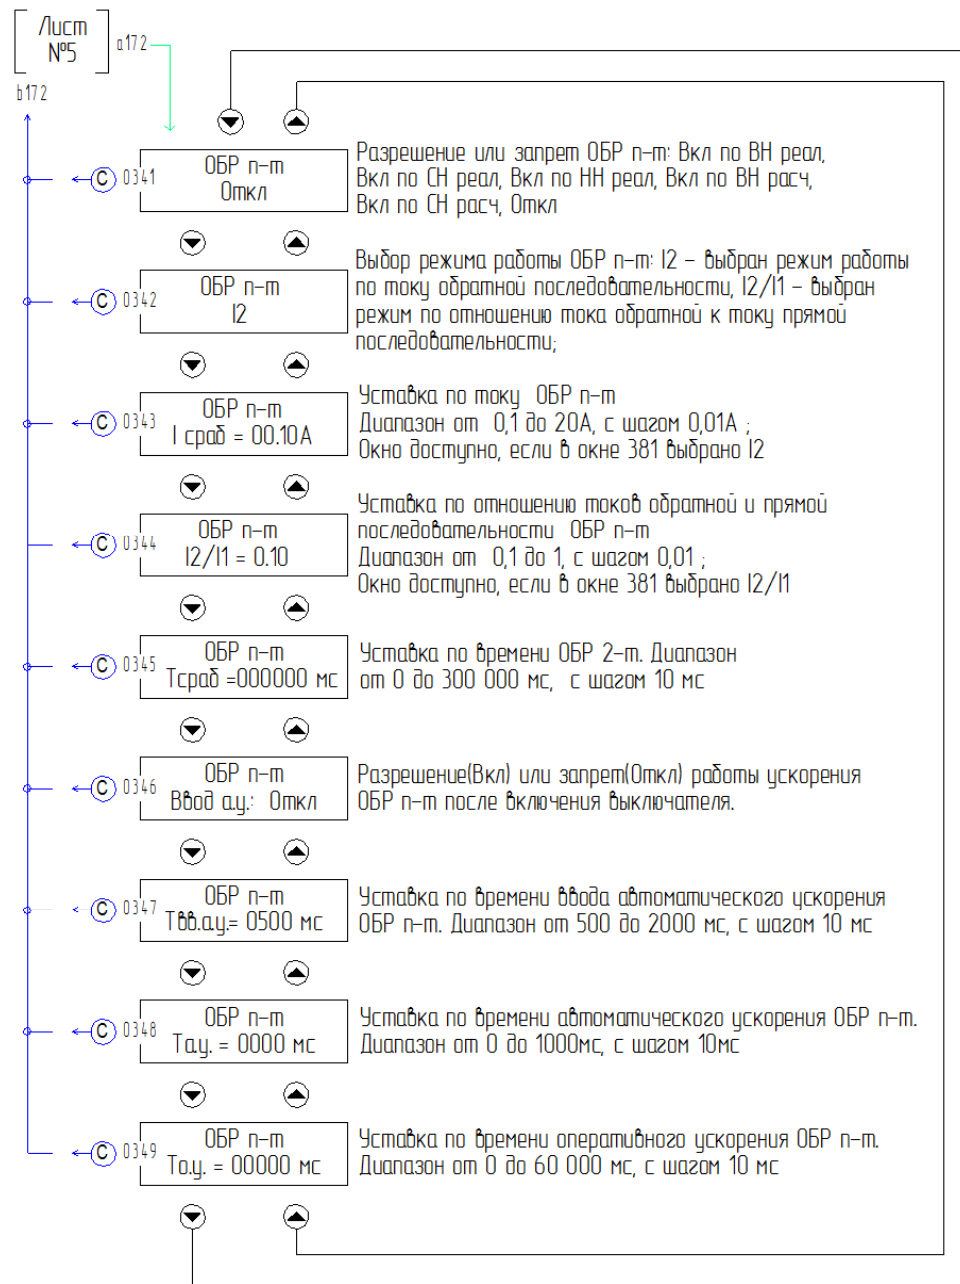 Лист
№5
а172
b172
С 0341
ОБР п-т
Откл
Разрешение или запрет ОБР п-т: Вкл по ВН реал,
Вкл по СН реал, Вкл по НН реал, Вкл по ВН расч,
Вкл по СН расч, Откл
С 0342
ОБР п-т
I2
Выбор режима работы ОБР п-т: I2 – выбран режим работы
по току обратной последовательности, I2/I1 – выбран
режим по отношению тока обратной к току прямой
последовательности;
С 0343
ОБР п-т
I сраб = 00.10А
Уставка по току ОБР п-т
Диапазон от 0,1 до 20А, с шагом 0,01А ;
Окно доступно, если в окне 381 выбрано I2
С 0344
ОБР п-т
I2/I1 = 0.10
Уставка по отношению токов обратной и прямой
последовательности ОБР п-т
Диапазон от 0,1 до 1, с шагом 0,01 ;
Окно доступно, если в окне 381 выбрано I2/I1
С 0345
ОБР п-т
Тсраб =000000 мс
Уставка по времени ОБР 2-т. Диапазон
от 0 до 300 000 мс, с шагом 10 мс
С 0346
ОБР п-т
Ввод а.у.: Откл
Разрешение(Вкл) или запрет(Откл) работы ускорения
ОБР п-т после включения выключателя.
С 0347
ОБР п-т
Твв.а.у.= 0500 мс
Уставка по времени ввода автоматического ускорения
ОБР п-т. Диапазон от 500 до 2000 мс, с шагом 10 мс
С 0348
ОБР п-т
Та.у. = 0000 мс
Уставка по времени автоматического ускорения ОБР п-т.
Диапазон от 0 до 1000мс, с шагом 10мс
С 0349
ОБР п-т
То.у. = 00000 мс
Уставка по времени оперативного ускорения ОБР п-т.
Диапазон от 0 до 60 000 мс, с шагом 10 мс